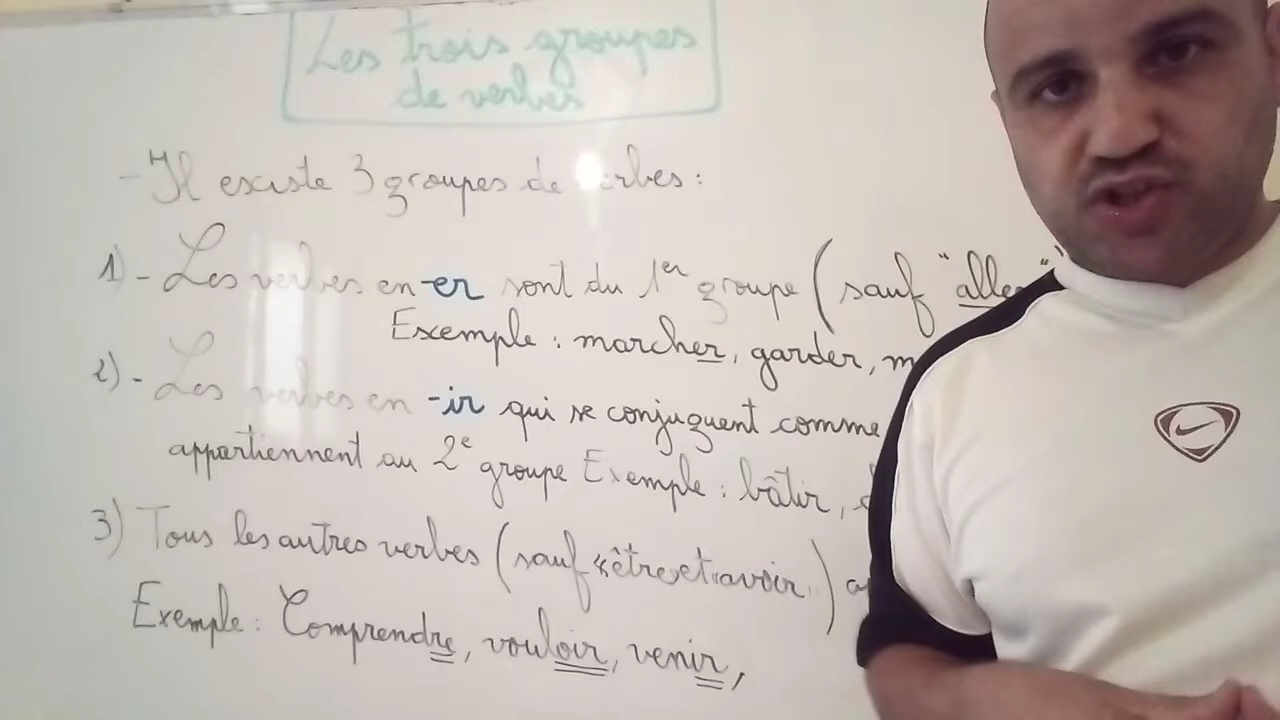 Les trois groupes
de verbes
- Il existe 3 groupes de verbes :
1) - Les verbes en -er sont du 1er groupe (sauf "aller"
Exemple : marcher, garder, m
2) - Les verbes en -ir qui se conjuguent comme
appartiennent au 2e groupe Exemple : bâtir,
3) Tous les autres verbes (sauf « être » et « avoir »)
Exemple : Comprendre, vouloir, venir,